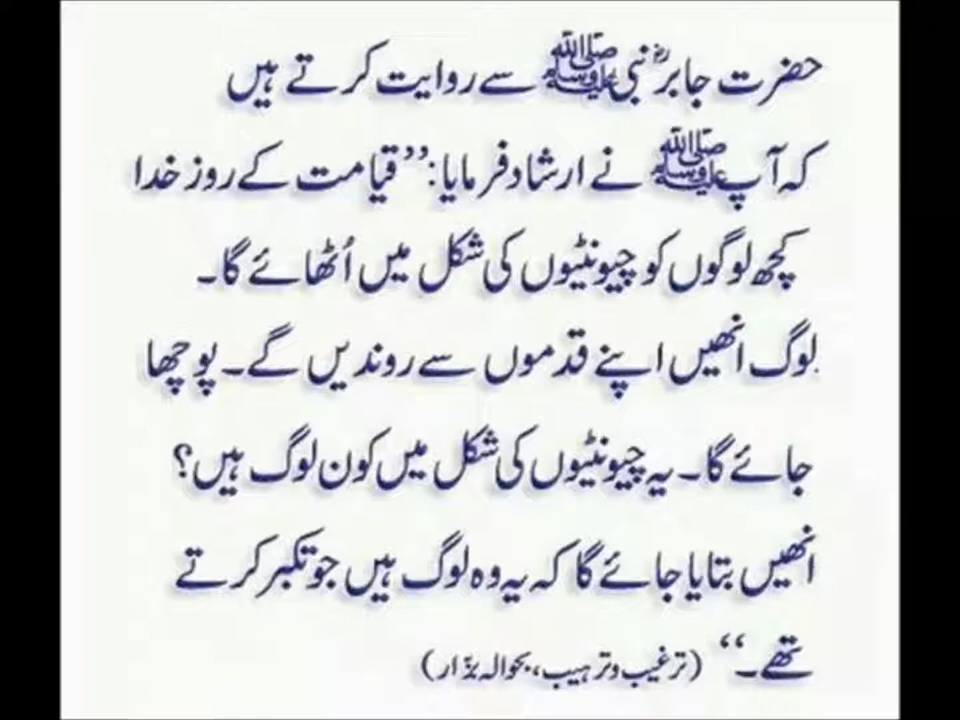 حضرت جابرؓ نبی ﷺ سے روایت کرتے ہیں
کہ آپ ﷺ نے ارشاد فرمایا: ’’قیامت کے روز خدا
کچھ لوگوں کو چیونٹیوں کی شکل میں اُٹھائے گا۔
لوگ انھیں اپنے قدموں سے روندیں گے۔ پوچھا
جائے گا۔ یہ چیونٹیوں کی شکل میں کون لوگ ہیں؟
انھیں بتایا جائے گا کہ یہ وہ لوگ ہیں جو تکبر کرتے
تھے۔‘‘ (ترغیب و ترہیب، بحوالہ بزّار)